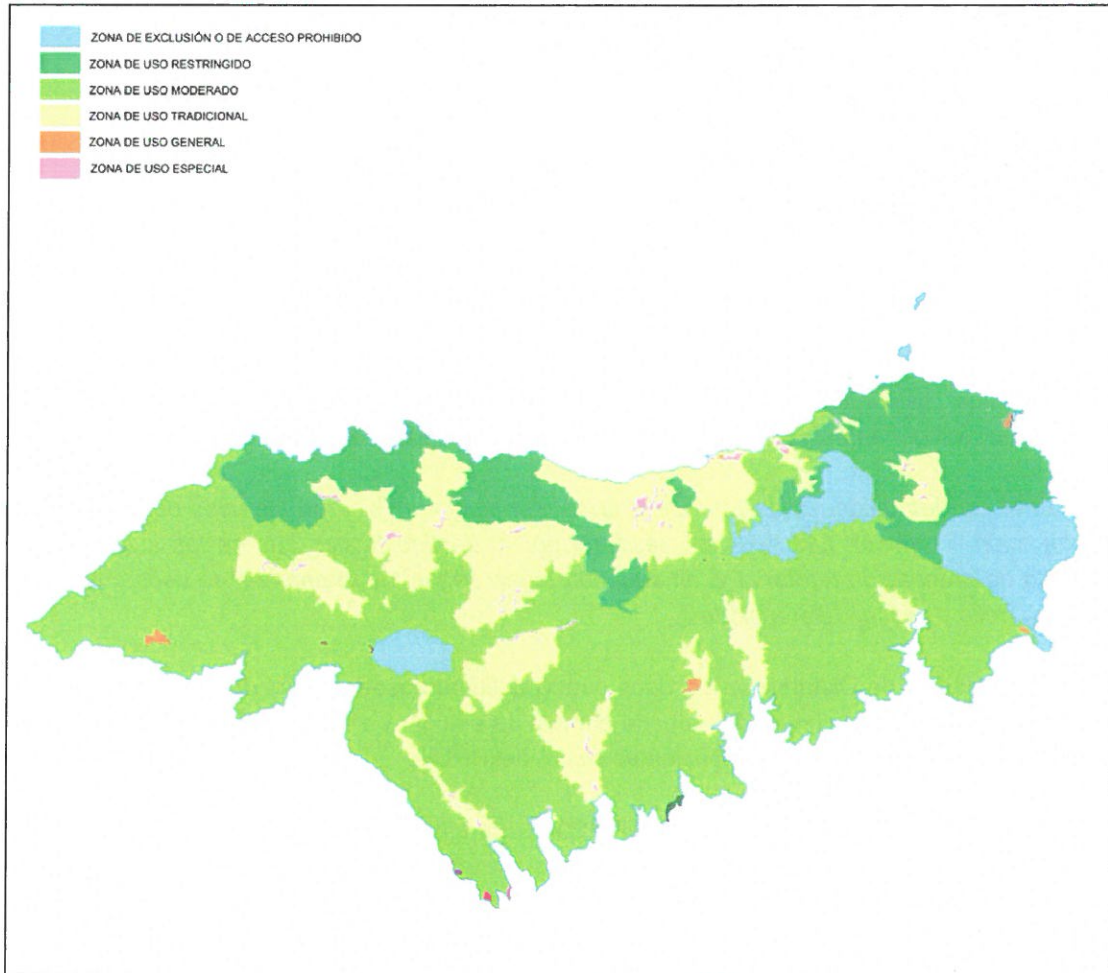 ZONA DE EXCLUSIÓN O DE ACCESO PROHIBIDO
ZONA DE USO RESTRINGIDO
ZONA DE USO MODERADO
ZONA DE USO TRADICIONAL
ZONA DE USO GENERAL
ZONA DE USO ESPECIAL